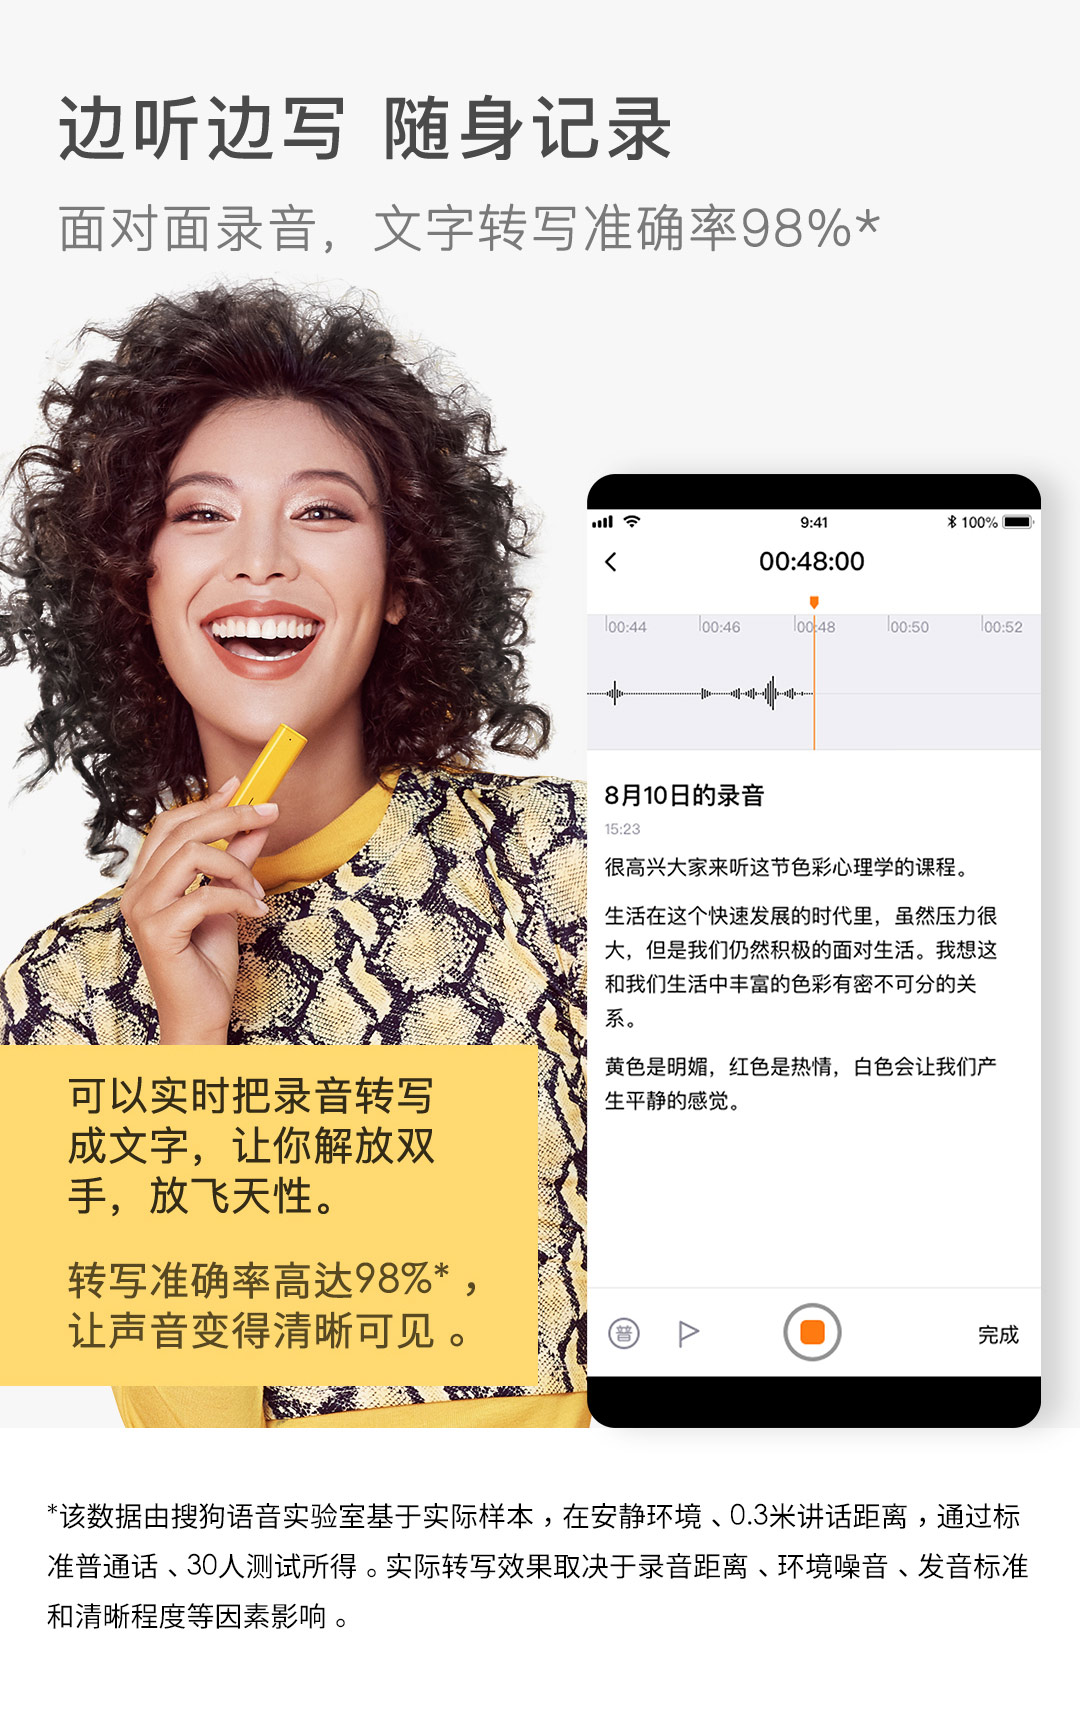 边听边写 随身记录
面对面录音，文字转写准确率98%*
9:41
100%
00:48:00
00:44
00:46
00:48
00:50
00:52
8月10日的录音
15:23
很高兴大家来听这节色彩心理学的课程。
生活在这个快速发展的时代里，虽然压力很
大，但是我们仍然积极的面对生活。我想这
和我们生活中丰富的色彩有密不可分的关
系。
黄色是明媚，红色是热情，白色会让我们产
生平静的感觉。
普
完成
可以实时把录音转写
成文字，让你解放双
手，放飞天性。
转写准确率高达98%*，
让声音变得清晰可见。
*该数据由搜狗语音实验室基于实际样本，在安静环境、0.3米讲话距离，通过标
准普通话、30人测试所得。实际转写效果取决于录音距离、环境噪音、发音标准
和清晰程度等因素影响。